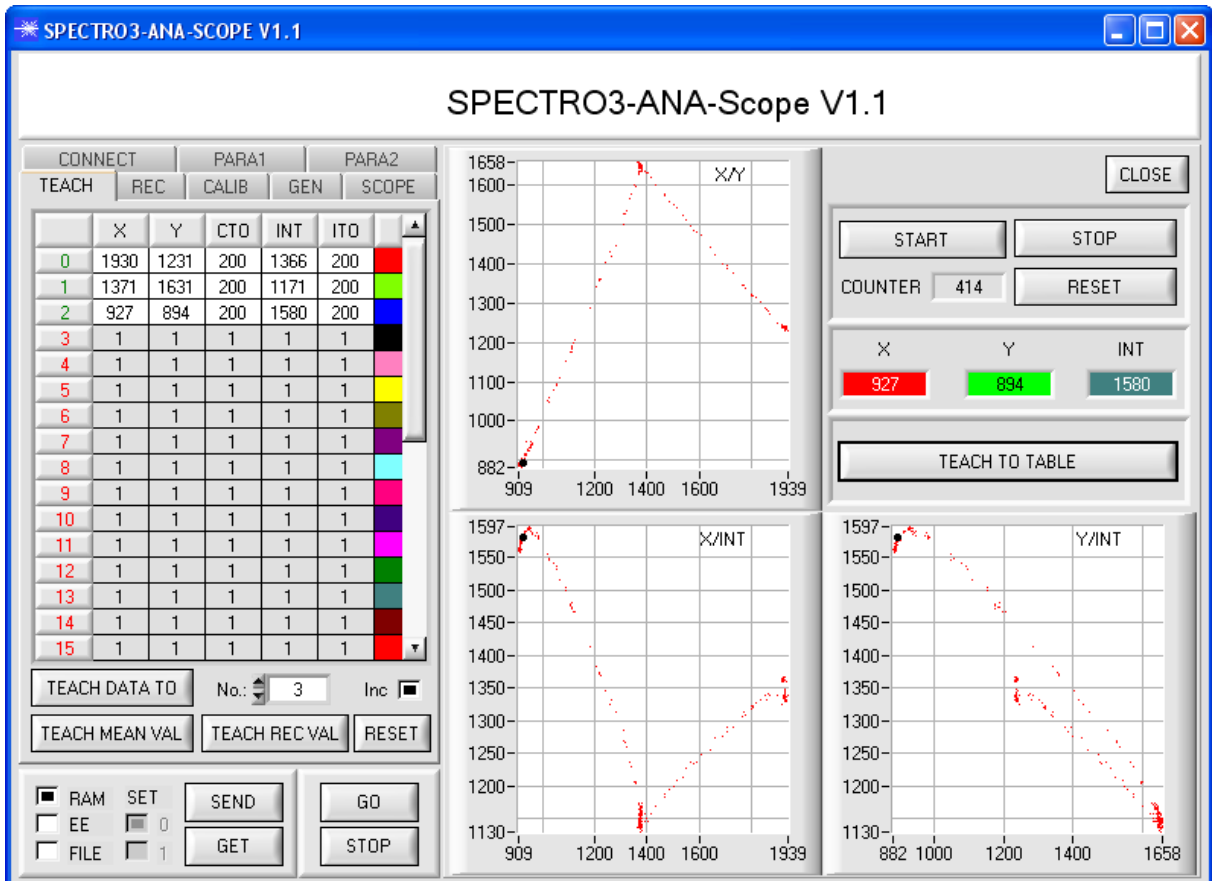 SPECTRO3-ANA-SCOPE V1.1
SPECTRO3-ANA-Scope V1.1
CONNECT PARA1 PARA2
TEACH REC CALIB GEN SCOPE
X Y CTO INT ITO
0 1930 1231 200 1366 200
1 1371 1631 200 1171 200
2 927 894 200 1580 200
3 1 1 1 1 1
4 1 1 1 1 1
5 1 1 1 1 1
6 1 1 1 1 1
7 1 1 1 1 1
8 1 1 1 1 1
9 1 1 1 1 1
10 1 1 1 1 1
11 1 1 1 1 1
12 1 1 1 1 1
13 1 1 1 1 1
14 1 1 1 1 1
15 1 1 1 1 1
TEACH DATA TO No.: 3 Inc
TEACH MEAN VAL TEACH REC VAL RESET
RAM SET SEND GO
EE 0
FILE 1 GET STOP
X/Y
1658
1600
1500
1400
1300
1200
1100
1000
882
909 1200 1400 1600 1939
CLOSE
START STOP
COUNTER 414 RESET
X Y INT
927 894 1580
TEACH TO TABLE
X/INT
1597
1550
1500
1450
1400
1350
1300
1250
1200
1130
909 1200 1400 1600 1939
Y/INT
1597
1550
1500
1450
1400
1350
1300
1250
1200
1130
882 1000 1200 1400 1658